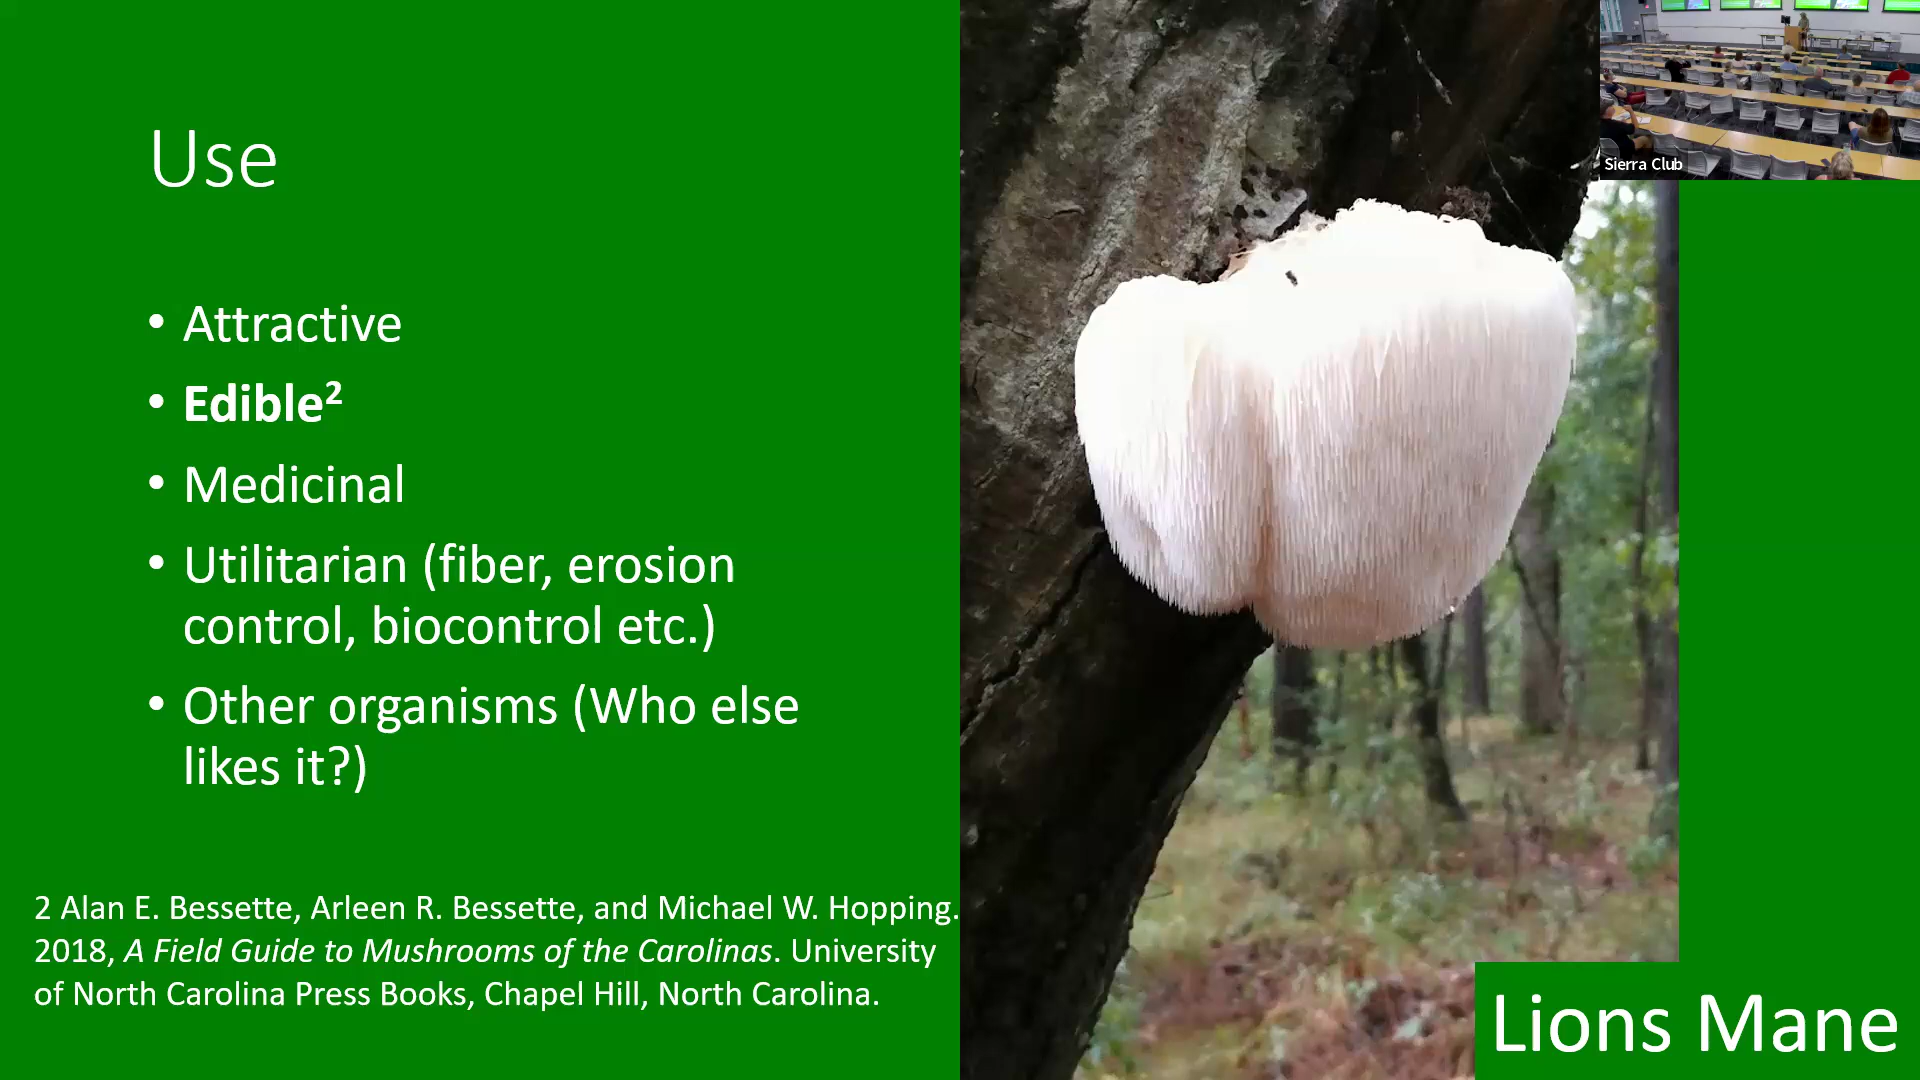 Use
• Attractive
• Edible²
• Medicinal
• Utilitarian (fiber, erosion
control, biocontrol etc.)
• Other organisms (Who else
likes it?)
2 Alan E. Bessette, Arleen R. Bessette, and Michael W. Hopping.
2018, A Field Guide to Mushrooms of the Carolinas. University
of North Carolina Press Books, Chapel Hill, North Carolina.
Sierra Club
Lions Mane